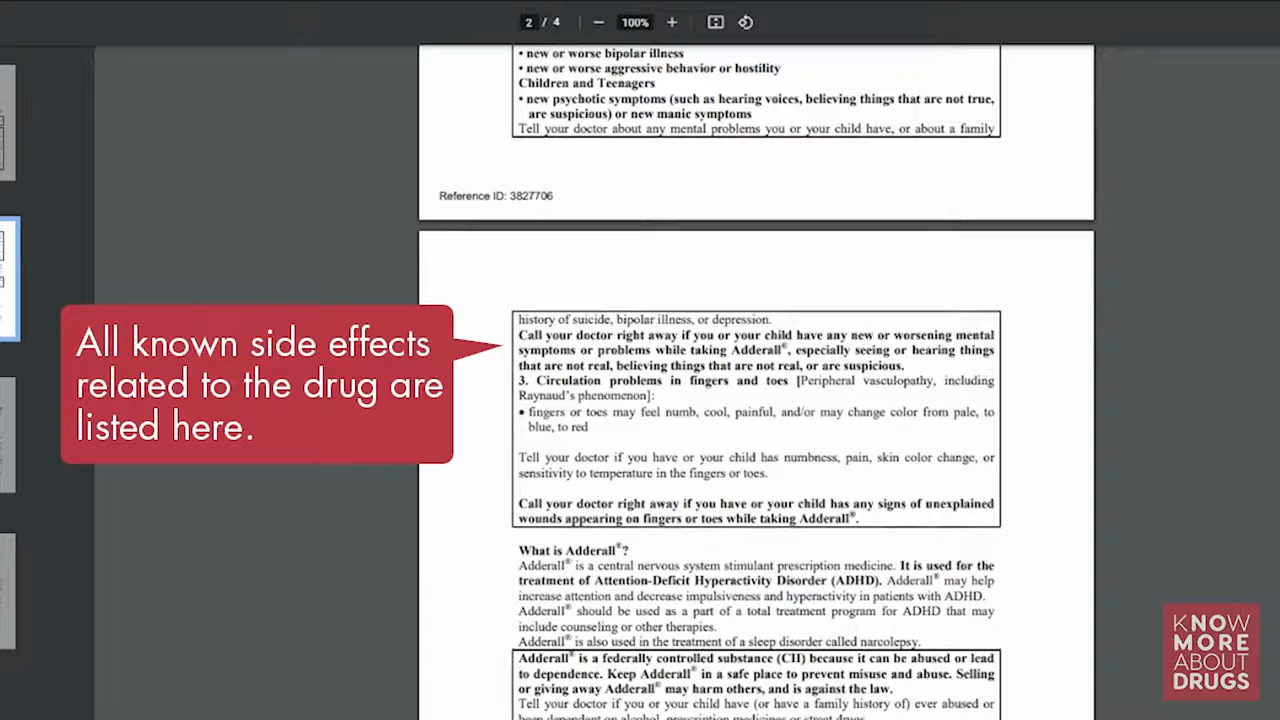 2 / 4 100%
• new or worse bipolar illness
• new or worse aggressive behavior or hostility
Children and Teenagers
• new psychotic symptoms (such as hearing voices, believing things that are not true,
are suspicious) or new manic symptoms
Tell your doctor about any mental problems you or your child have, or about a family
Reference ID: 3827706
All known side effects
related to the drug are
listed here.
history of suicide, bipolar illness, or depression.
Call your doctor right away if you or your child have any new or worsening mental
symptoms or problems while taking Adderall®, especially seeing or hearing things
that are not real, believing things that are not real, or are suspicious.
3. Circulation problems in fingers and toes [Peripheral vasculopathy, including
Raynaud's phenomenon]:
• fingers or toes may feel numb, cool, painful, and/or may change color from pale, to
blue, to red
Tell your doctor if you have or your child has numbness, pain, skin color change, or
sensitivity to temperature in the fingers or toes.
Call your doctor right away if you have or your child has any signs of unexplained
wounds appearing on fingers or toes while taking Adderall®.
What is Adderall®?
Adderall® is a central nervous system stimulant prescription medicine. It is used for the
treatment of Attention-Deficit Hyperactivity Disorder (ADHD). Adderall® may help
increase attention and decrease impulsiveness and hyperactivity in patients with ADHD.
Adderall® should be used as a part of a total treatment program for ADHD that may
include counseling or other therapies.
Adderall® is also used in the treatment of a sleep disorder called narcolepsy.
Adderall® is a federally controlled substance (CII) because it can be abused or lead
to dependence. Keep Adderall® in a safe place to prevent misuse and abuse. Selling
or giving away Adderall® may harm others, and is against the law.
Tell your doctor if you or your child have (or have a family history of) ever abused or
been dependent on alcohol, prescription medicines or street drugs.
KNOW
MORE
ABOUT
DRUGS